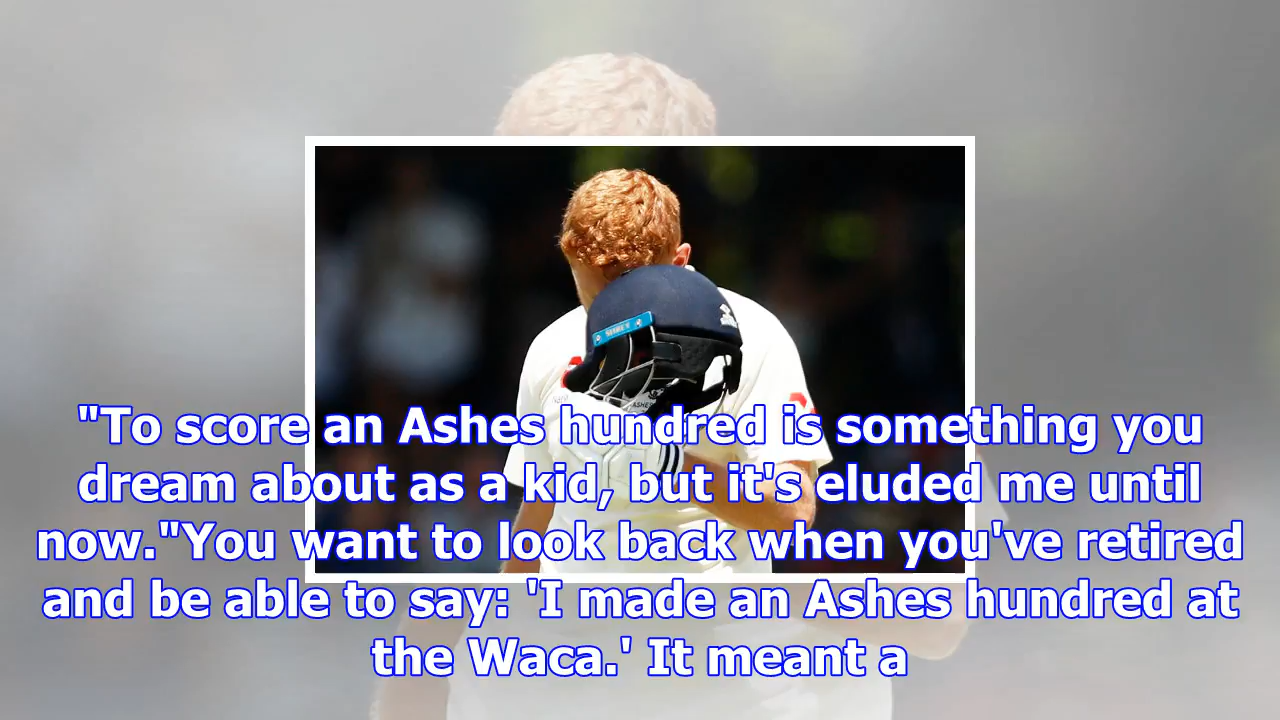 "To score an Ashes hundred is something you
dream about as a kid, but it's eluded me until
now."You want to look back when you've retired
and be able to say: 'I made an Ashes hundred at
the Waca.' It meant a